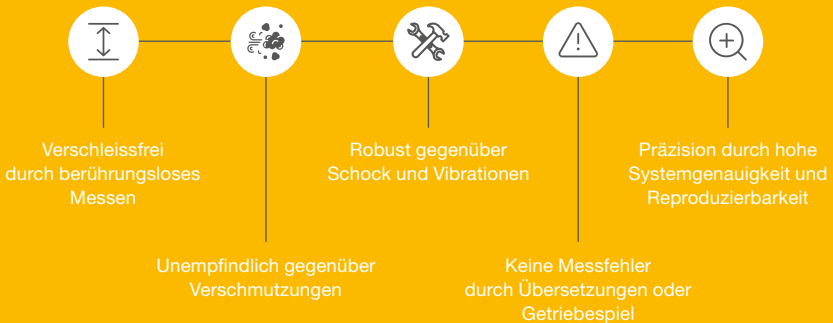 Verschleissfrei
durch berührungsloses
Messen
Unempfindlich gegenüber
Verschmutzungen
Robust gegenüber
Schock und Vibrationen
Keine Messfehler
durch Übersetzungen oder
Getriebespiel
Präzision durch hohe
Systemgenauigkeit und
Reproduzierbarkeit